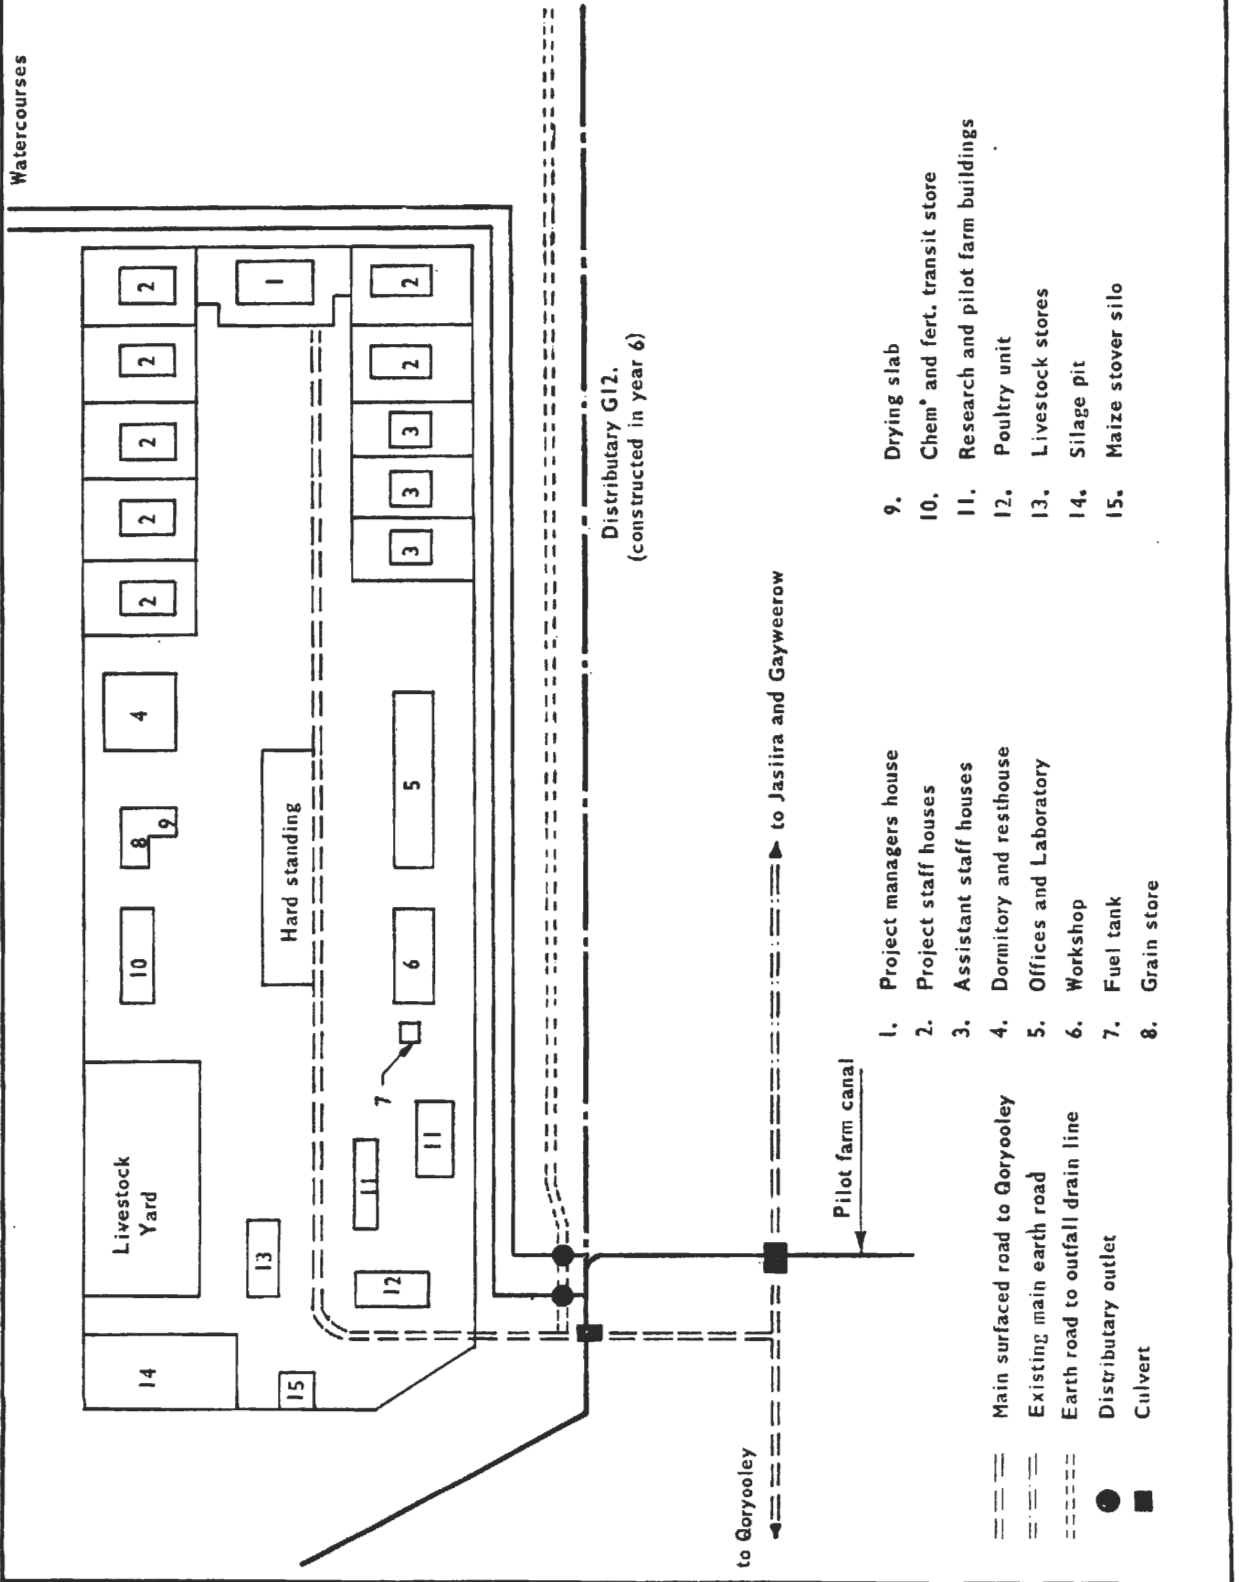 Watercourses
2
2
2
2
2
1
2
2
3
3
3
4
8
9
10
Hard standing
5
6
7
11
11
Livestock
Yard
13
12
14
15
Distributary G12.
(constructed in year 6)
to Jasiira and Gayweerow
to Qoryooley
Pilot farm canal
Main surfaced road to Qoryooley
Existing main earth road
Earth road to outfall drain line
Distributary outlet
Culvert
1. Project managers house
2. Project staff houses
3. Assistant staff houses
4. Dormitory and resthouse
5. Offices and Laboratory
6. Workshop
7. Fuel tank
8. Grain store
9. Drying slab
10. Chem' and fert. transit store
11. Research and pilot farm buildings
12. Poultry unit
13. Livestock stores
14. Silage pit
15. Maize stover silo